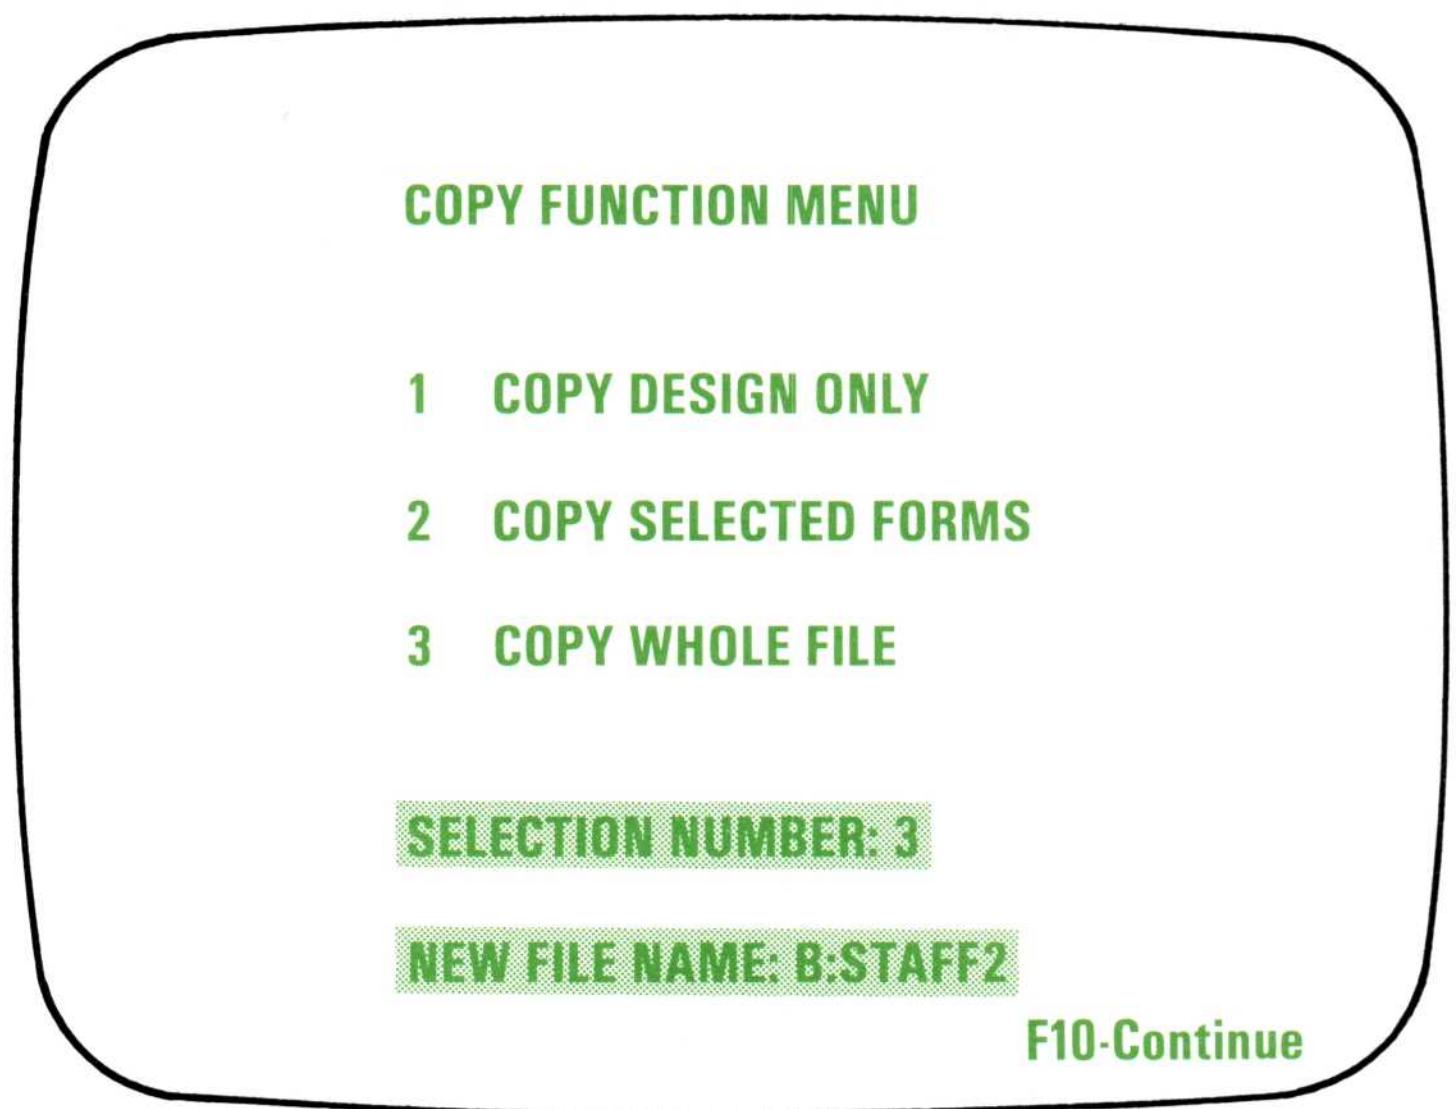 COPY FUNCTION MENU
1 COPY DESIGN ONLY
2 COPY SELECTED FORMS
3 COPY WHOLE FILE
SELECTION NUMBER: 3
NEW FILE NAME: B:STAFF2
F10-Continue